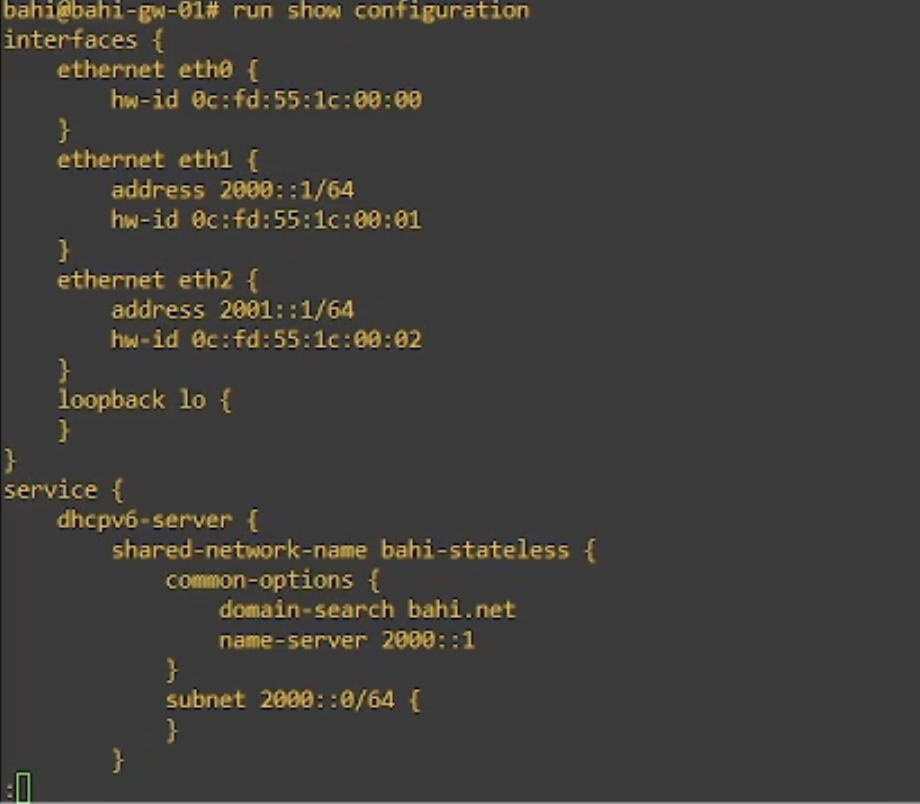 bahi@bahi-gw-01# run show configuration
interfaces {
    ethernet eth0 {
        hw-id 0c:fd:55:1c:00:00
    }
    ethernet eth1 {
        address 2000::1/64
        hw-id 0c:fd:55:1c:00:01
    }
    ethernet eth2 {
        address 2001::1/64
        hw-id 0c:fd:55:1c:00:02
    }
    loopback lo {
    }
}
service {
    dhcpv6-server {
        shared-network-name bahi-stateless {
            common-options {
                domain-search bahi.net
                name-server 2000::1
            }
            subnet 2000::0/64 {
            }
        }
: